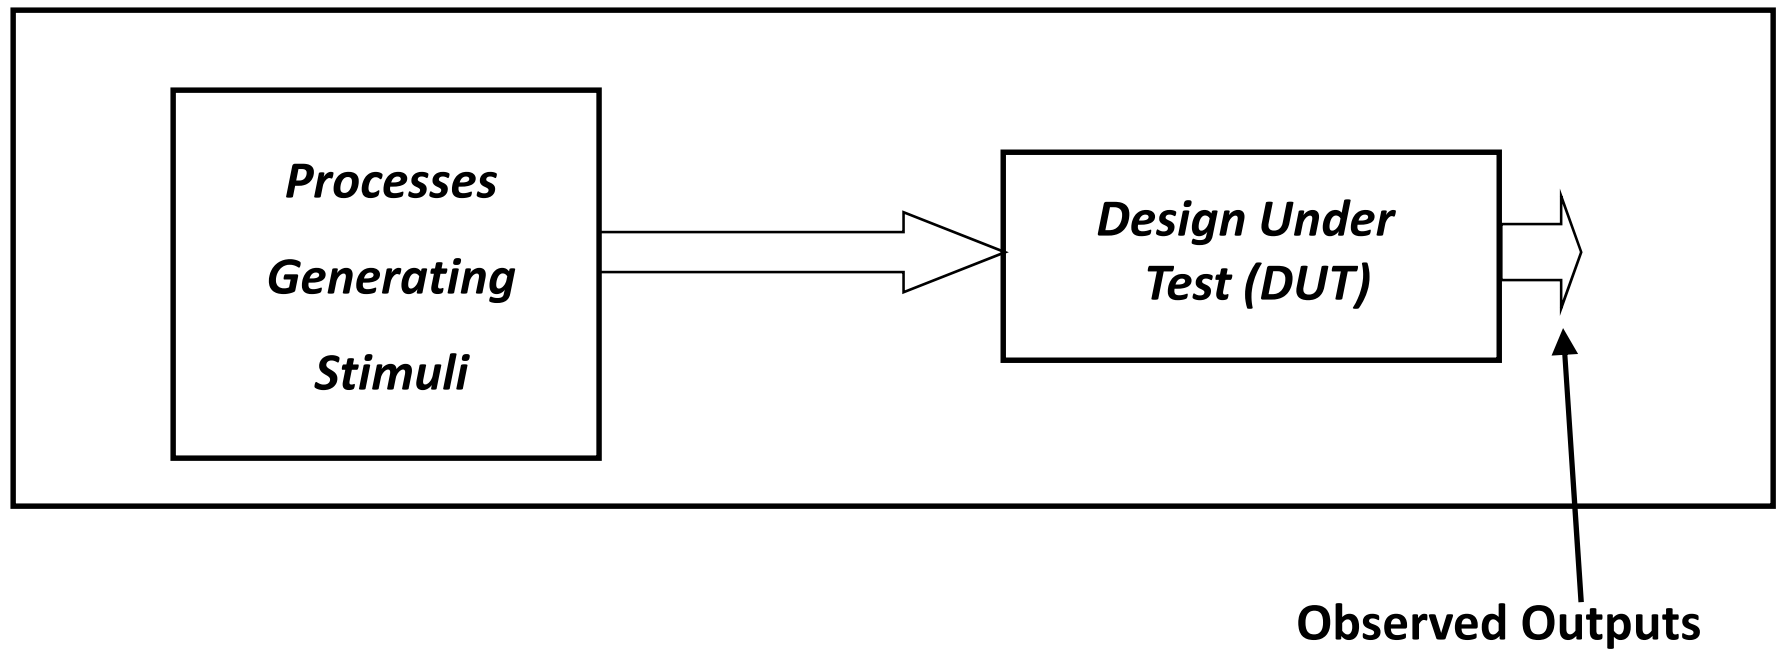 Processes
Generating
Stimuli
Design Under
Test (DUT)
Observed Outputs